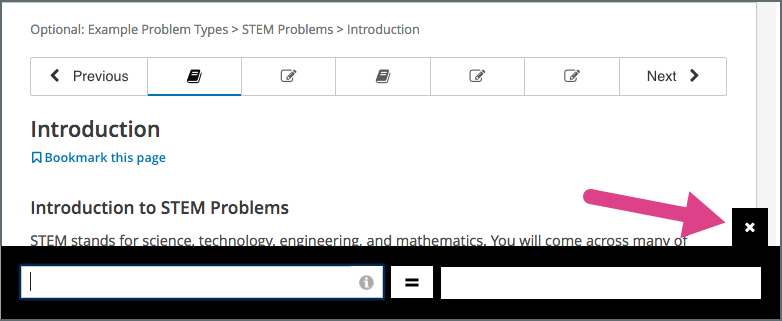 Optional: Example Problem Types > STEM Problems > Introduction
Previous
Next
Introduction
Bookmark this page
Introduction to STEM Problems
STEM stands for science, technology, engineering, and mathematics. You will come across many of
=